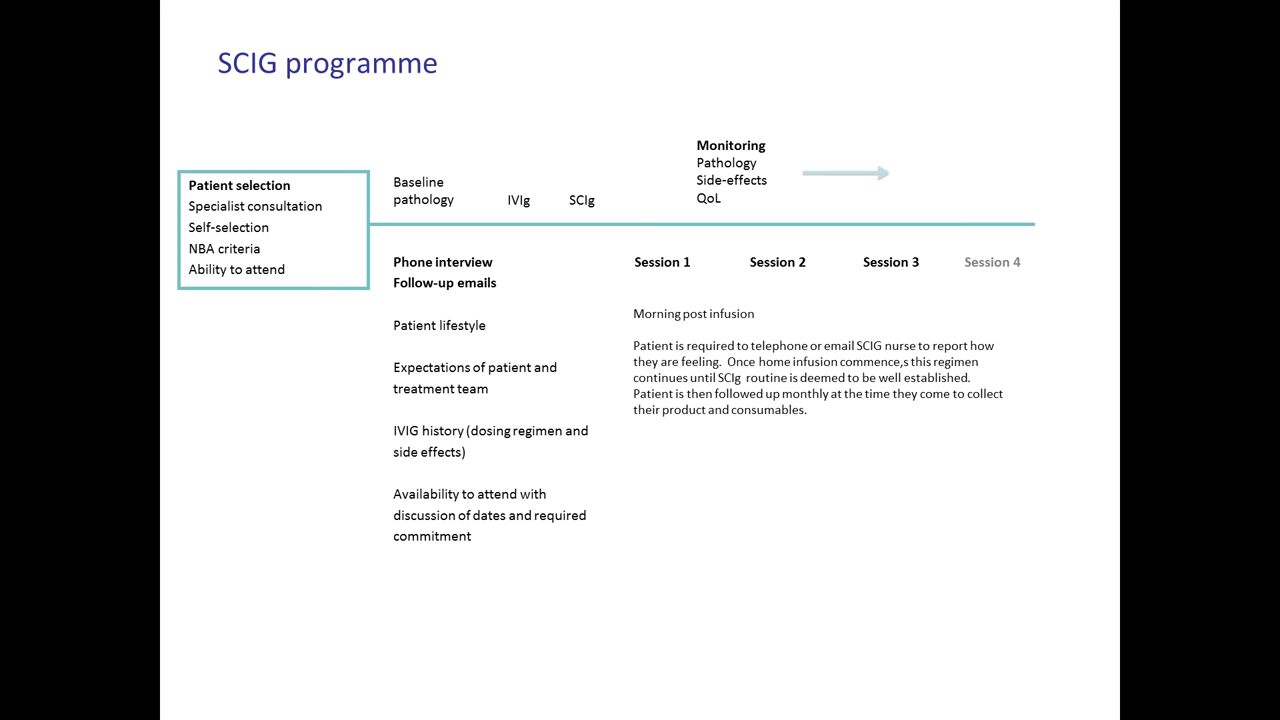 SCIG programme
Patient selection
Specialist consultation
Self-selection
NBA criteria
Ability to attend
Baseline
pathology
IVIg
SCIg
Monitoring
Pathology
Side-effects
QoL
Phone interview
Follow-up emails
Patient lifestyle
Expectations of patient and
treatment team
IVIG history (dosing regimen and
side effects)
Availability to attend with
discussion of dates and required
commitment
Session 1
Session 2
Session 3
Session 4
Morning post infusion
Patient is required to telephone or email SCIG nurse to report how
they are feeling.  Once home infusion commence,s this regimen
continues until SCIg  routine is deemed to be well established.
Patient is then followed up monthly at the time they come to collect
their product and consumables.